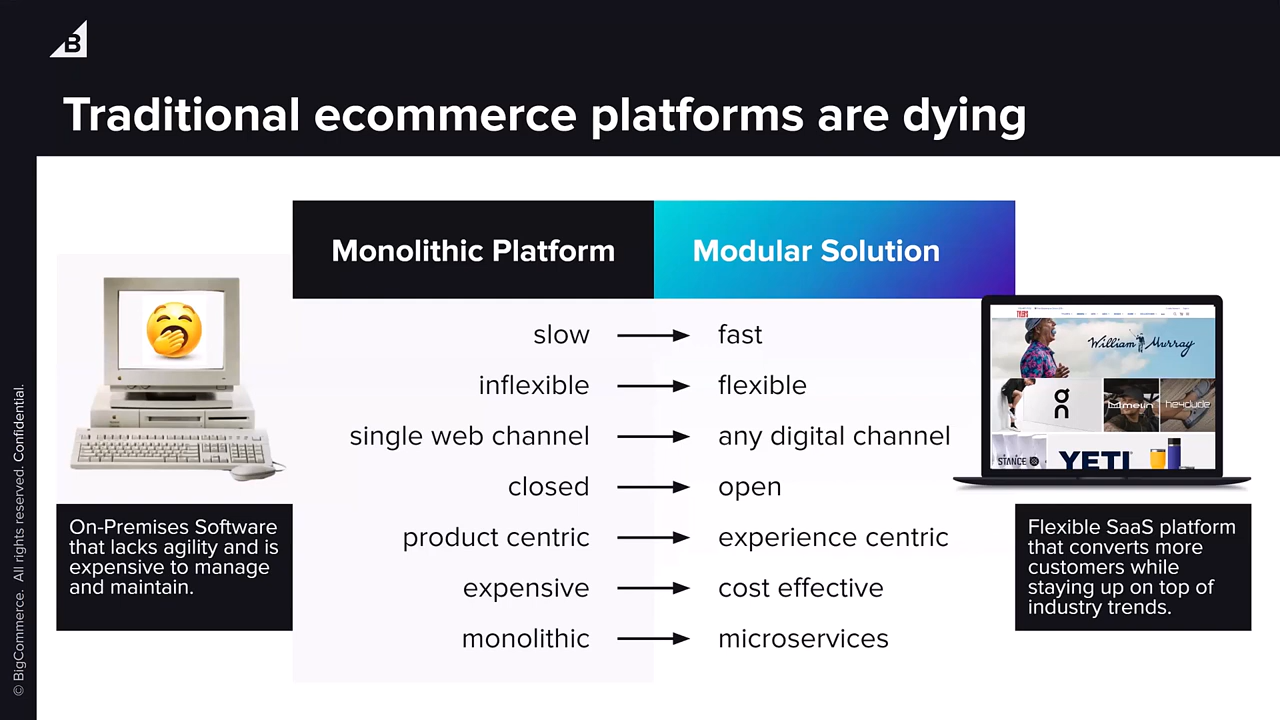 B
Traditional ecommerce platforms are dying
Monolithic Platform
Modular Solution
slow
fast
inflexible
flexible
single web channel
any digital channel
closed
open
product centric
experience centric
expensive
cost effective
monolithic
microservices
On-Premises Software
that lacks agility and is
expensive to manage
and maintain.
William Murray
On
melin
heydude
STANCE
YETI
Flexible SaaS platform
that converts more
customers while
staying up on top of
industry trends.
© BigCommerce. All rights reserved. Confidential.